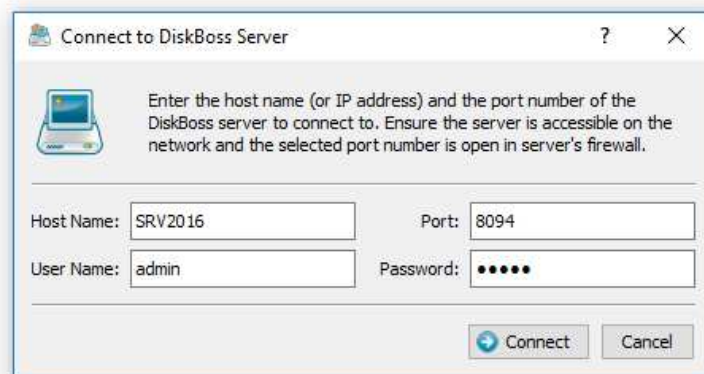 Connect to DiskBoss Server
?
Enter the host name (or IP address) and the port number of the
DiskBoss server to connect to. Ensure the server is accessible on the
network and the selected port number is open in server's firewall.
Host Name: SRV2016 Port: 8094
User Name: admin Password: •••••
Connect Cancel